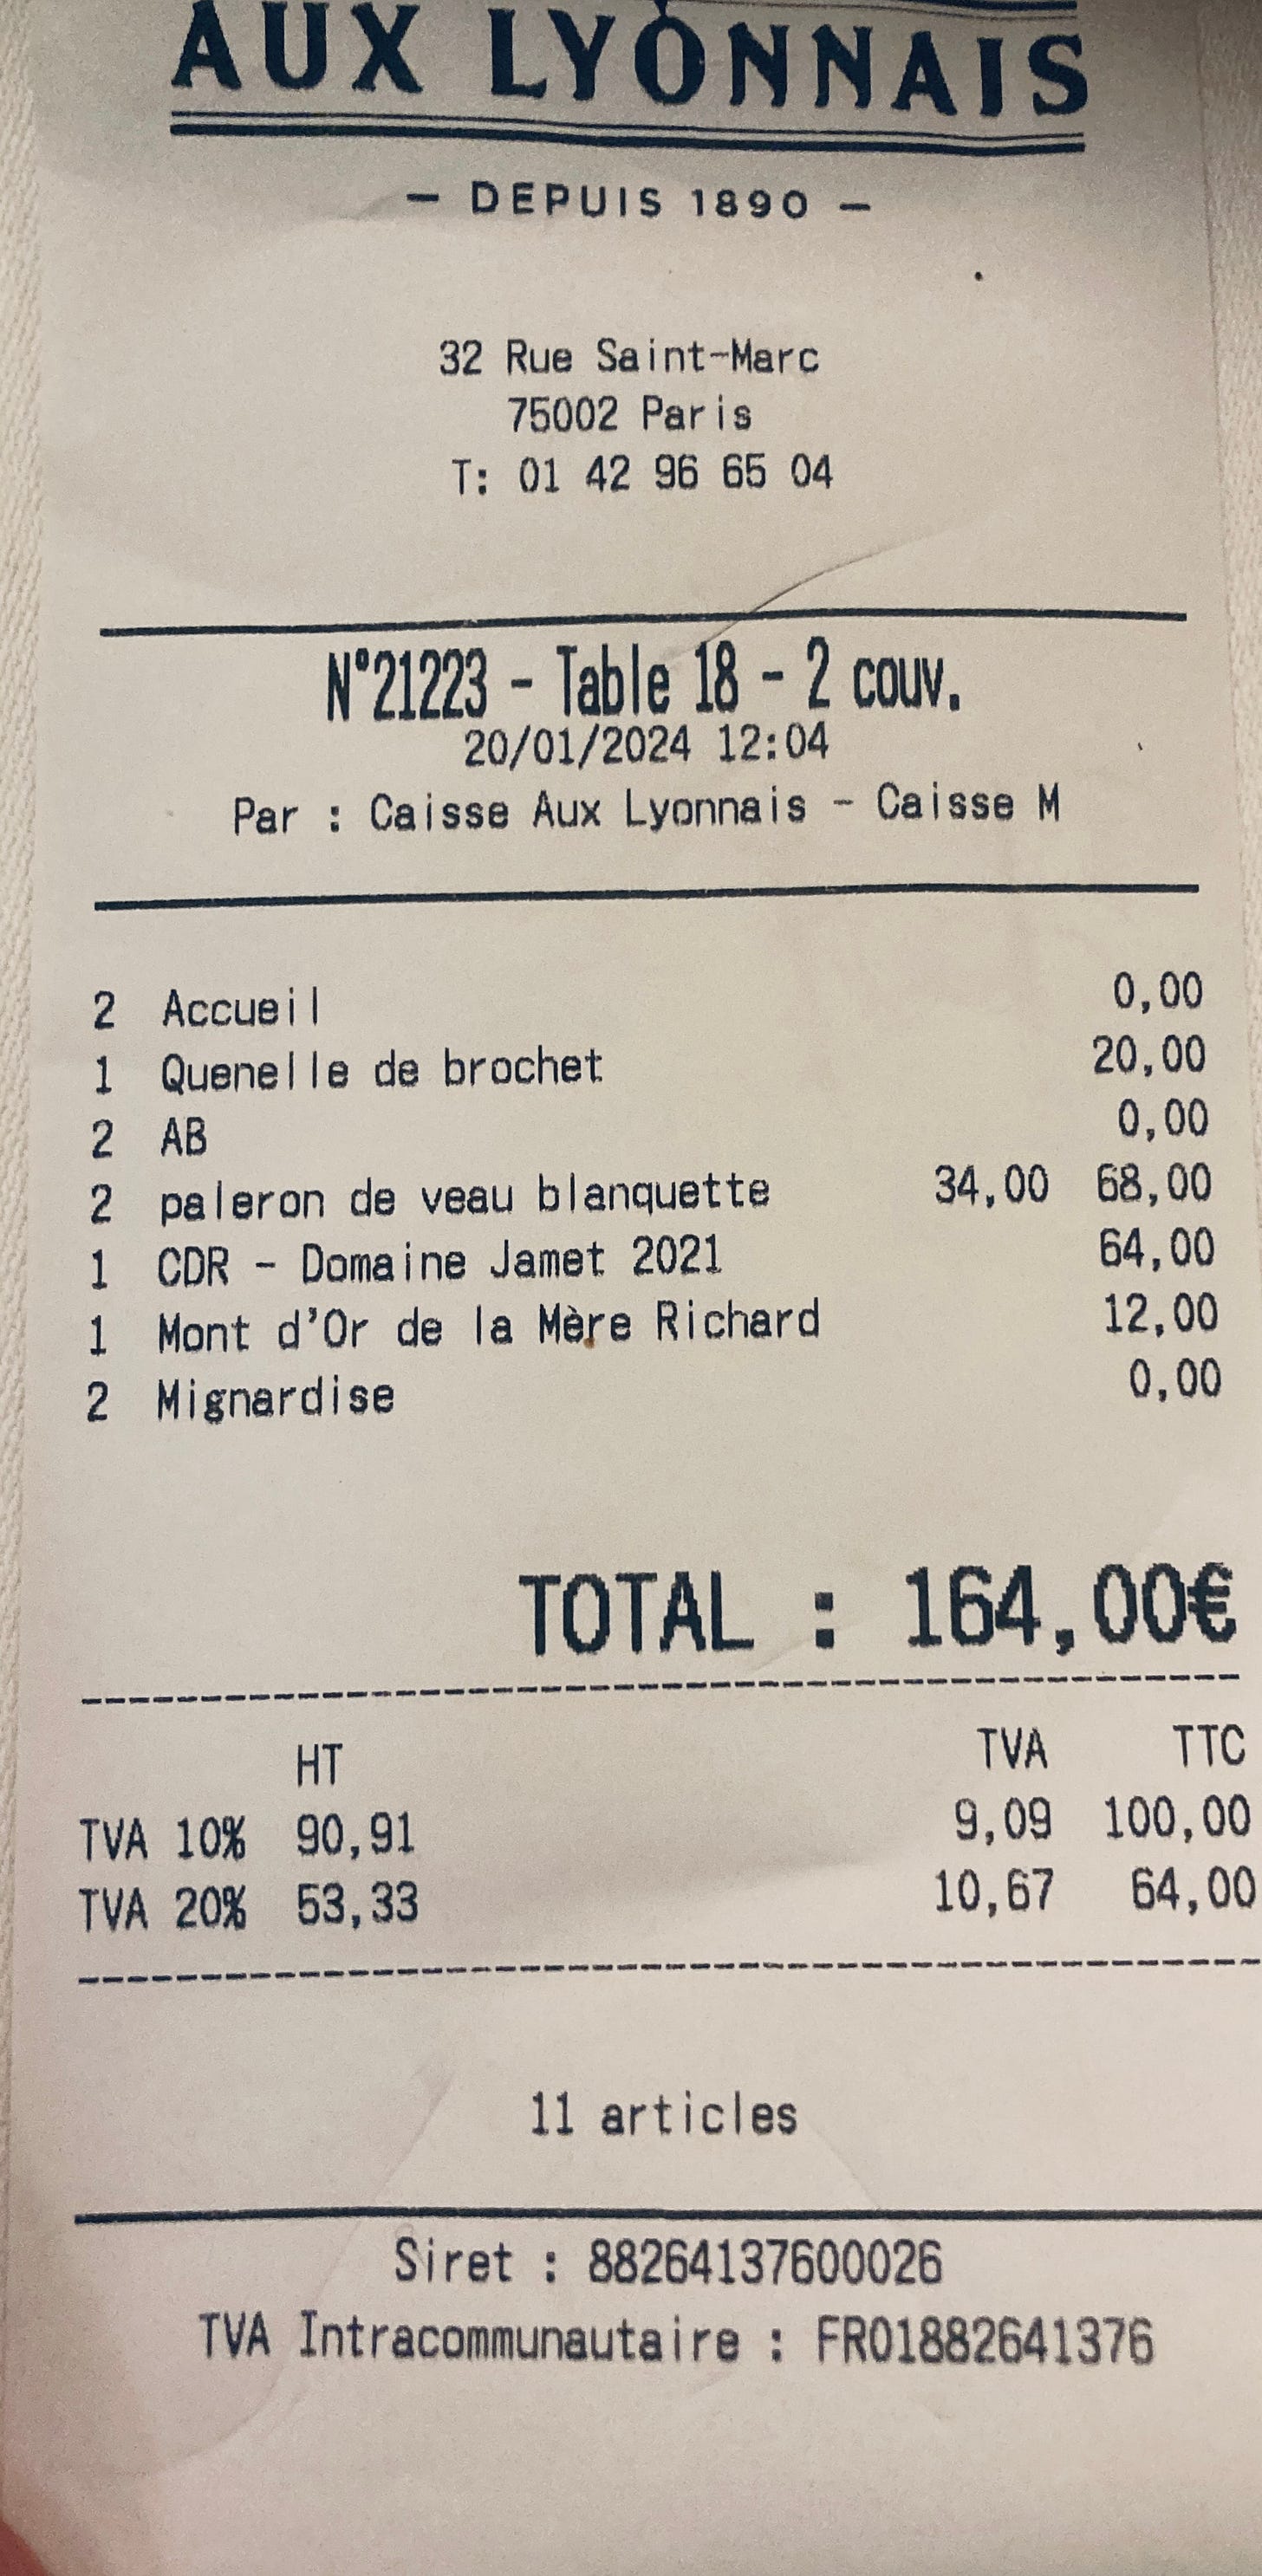 AUX LYONNAIS
— DEPUIS 1890 —
32 Rue Saint-Marc
75002 Paris
T: 01 42 96 65 04
N°21223 - Table 18 - 2 couv.
20/01/2024 12:04
Par : Caisse Aux Lyonnais - Caisse M
2 Accueil 0,00
1 Quenelle de brochet 20,00
2 AB 0,00
2 paleron de veau blanquette 34,00 68,00
1 CDR - Domaine Jamet 2021 64,00
1 Mont d'Or de la Mère Richard 12,00
2 Mignardise 0,00
TOTAL : 164,00€
HT TVA TTC
TVA 10% 90,91 9,09 100,00
TVA 20% 53,33 10,67 64,00
11 articles
Siret : 88264137600026
TVA Intracommunautaire : FR01882641376